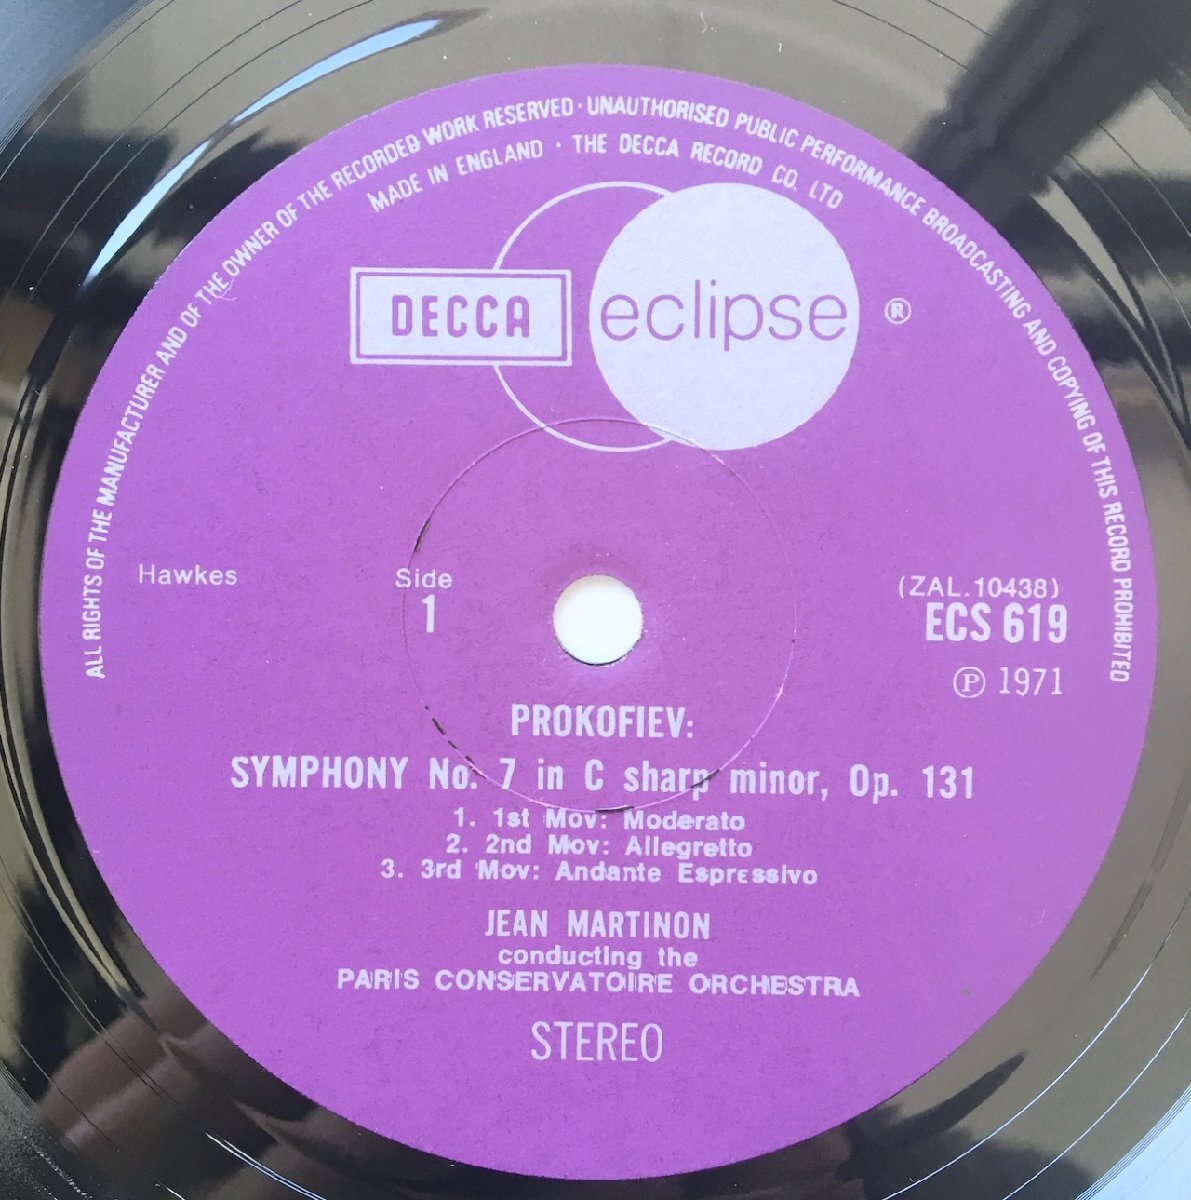 ALL RIGHTS OF THE MANUFACTURER AND OF THE OWNER OF THE RECORDED WORK RESERVED · UNAUTHORISED PUBLIC PERFORMANCE BROADCASTING AND COPYING OF THIS RECORD PROHIBITED
MADE IN ENGLAND · THE DECCA RECORD CO. LTD
DECCA eclipse ®
Hawkes
Side
1
(ZAL.10438)
ECS 619
Ⓟ 1971
PROKOFIEV:
SYMPHONY No. 7 in C sharp minor, Op. 131
1. 1st Mov: Moderato
2. 2nd Mov: Allegretto
3. 3rd Mov: Andante Espressivo
JEAN MARTINON
conducting the
PARIS CONSERVATOIRE ORCHESTRA
STEREO